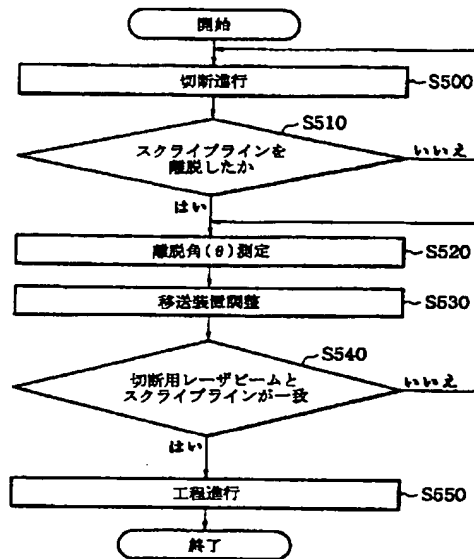 開始
切断進行
S500
S510
スクライブラインを
離脱したか
いいえ
はい
離脱角(θ)測定
S520
移送装置調整
S530
S540
切断用レーザビームと
スクライブラインが一致
いいえ
はい
工程進行
S550
終了